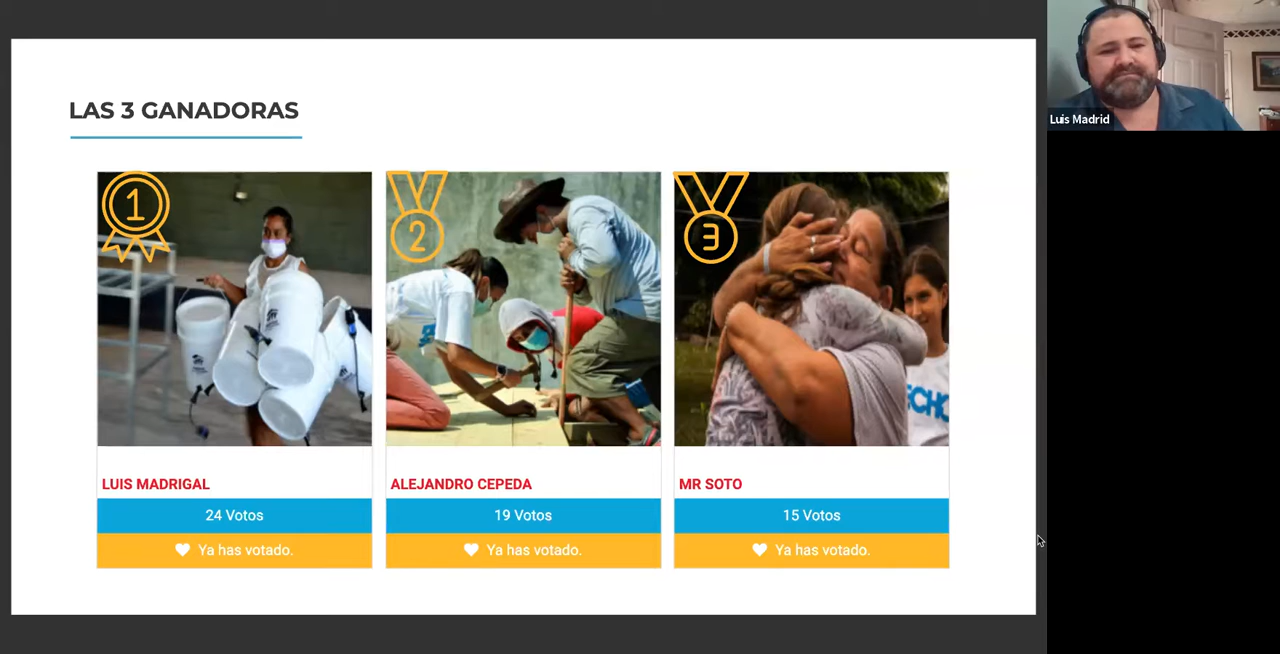 LAS 3 GANADORAS
Luis Madrid
1
2
3
ECHO
LUIS MADRIGAL
ALEJANDRO CEPEDA
MR SOTO
24 Votos
19 Votos
15 Votos
Ya has votado.
Ya has votado.
Ya has votado.